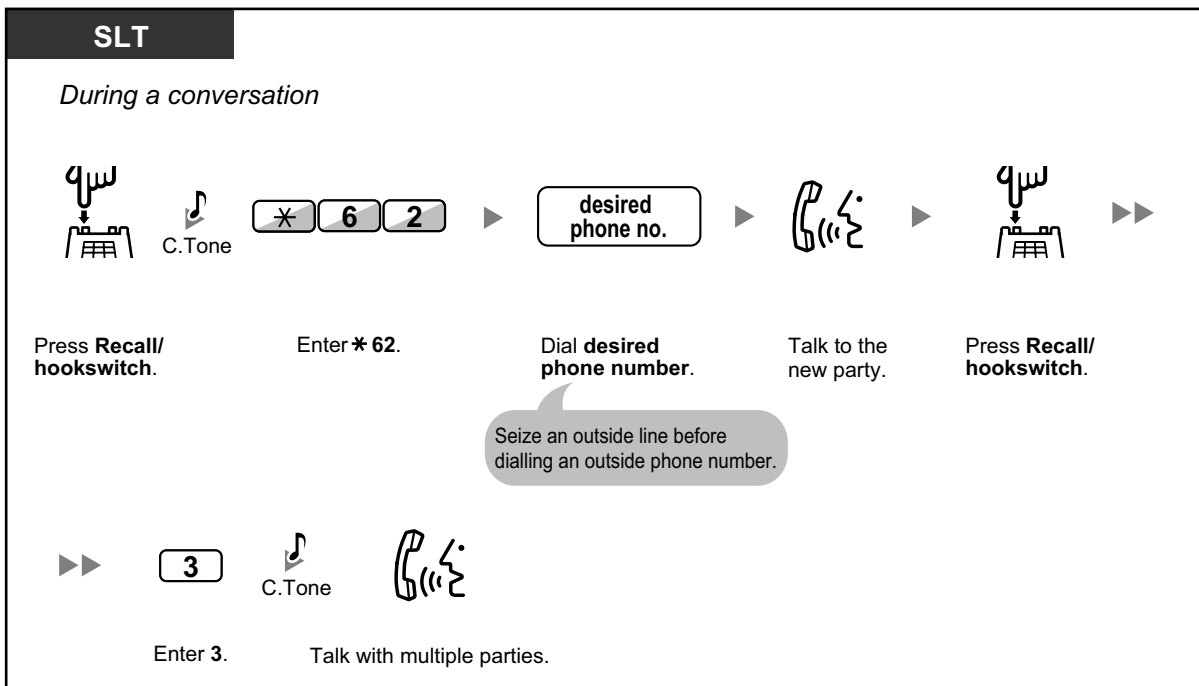 SLT
During a conversation
C.Tone
* 6 2
desired
phone no.
Press Recall/
hookswitch.
Enter * 62.
Dial desired
phone number.
Talk to the
new party.
Press Recall/
hookswitch.
Seize an outside line before
dialling an outside phone number.
3
C.Tone
Enter 3.
Talk with multiple parties.